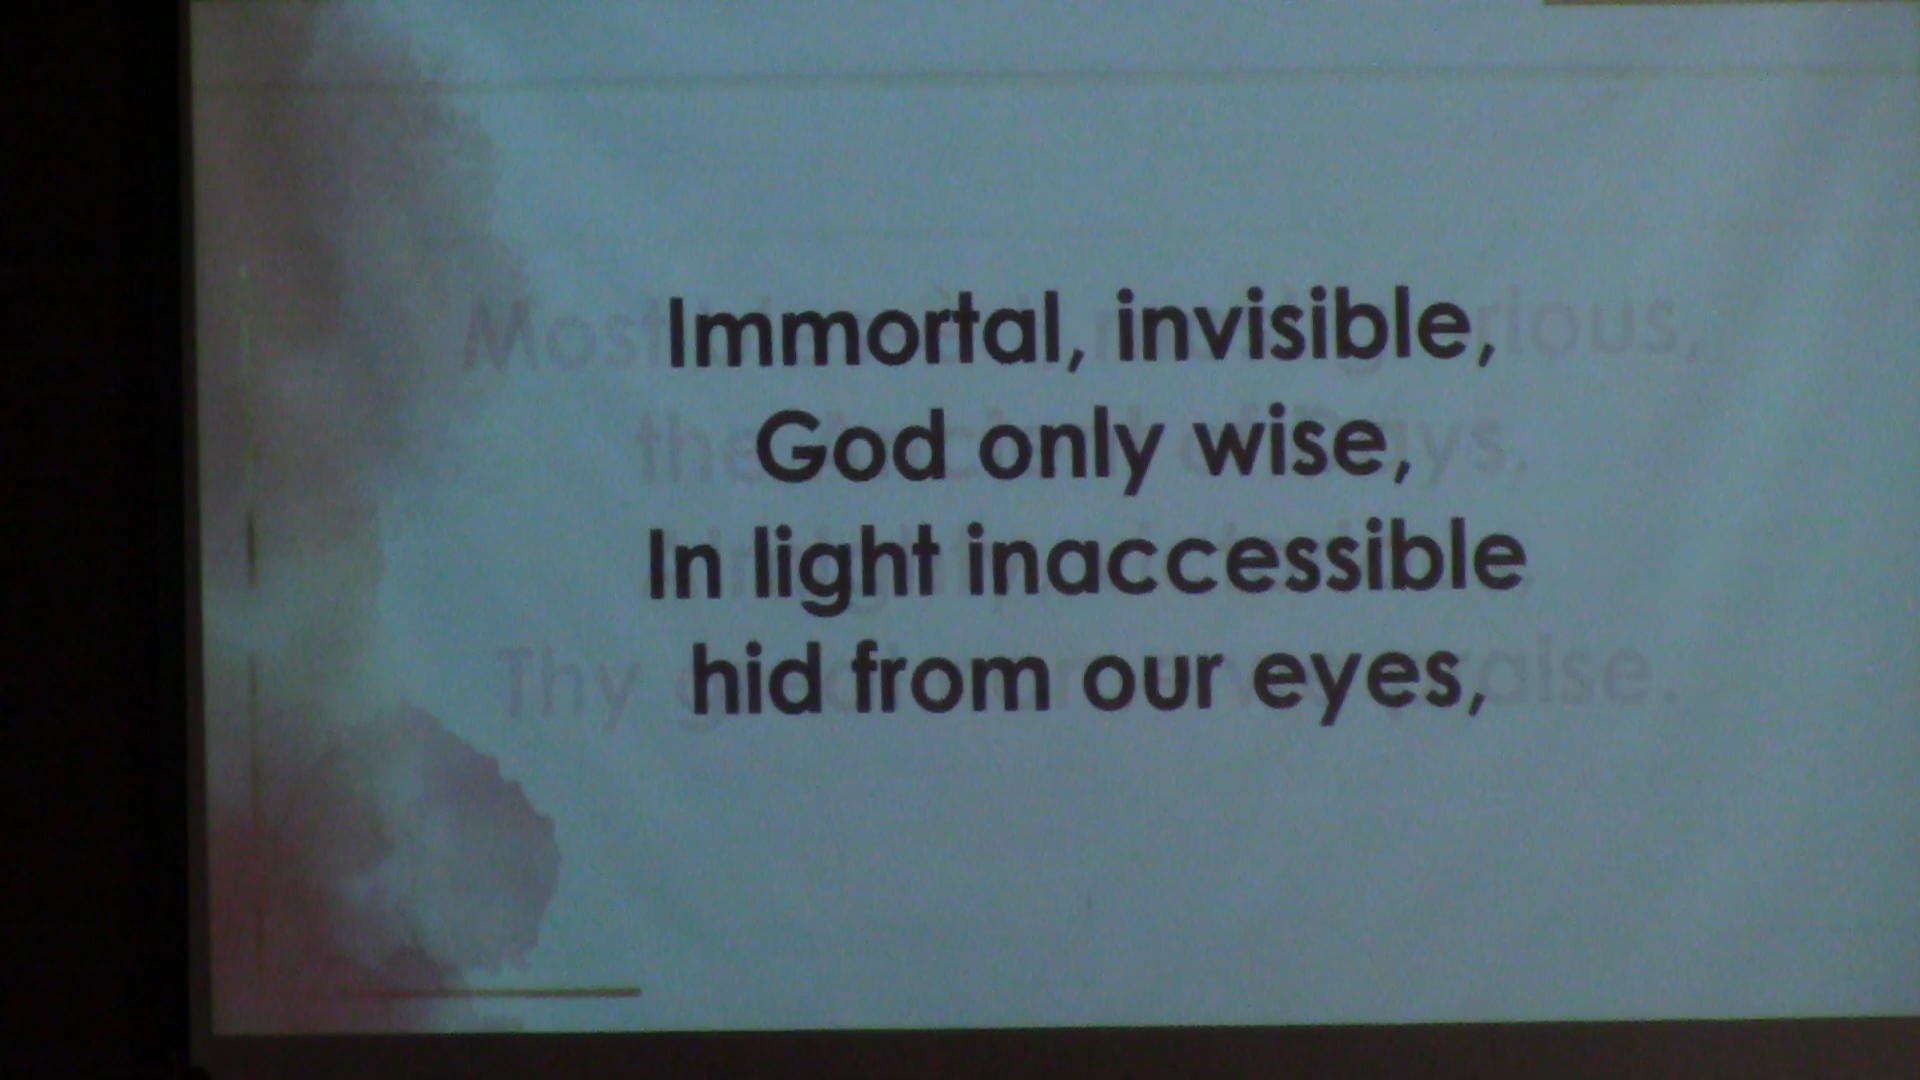 Immortal, invisible,
God only wise,
In light inaccessible
hid from our eyes,